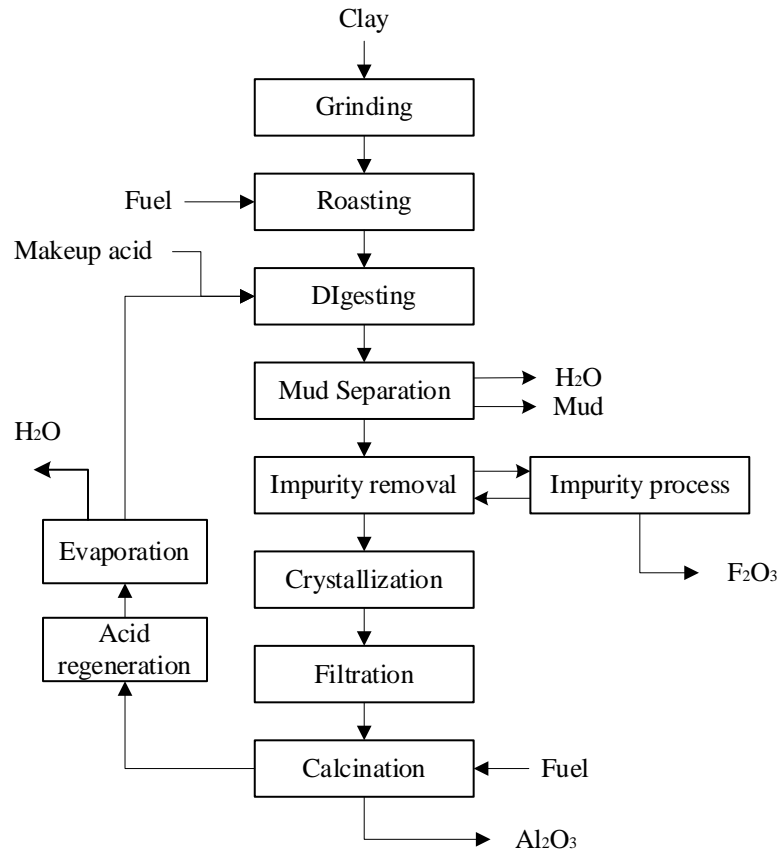 Clay
Grinding
Fuel
Roasting
Makeup acid
DIgesting
Mud Separation
H₂O
Mud
H₂O
Impurity removal
Impurity process
Evaporation
F₂O₃
Crystallization
Acid
regeneration
Filtration
Calcination
Fuel
Al₂O₃